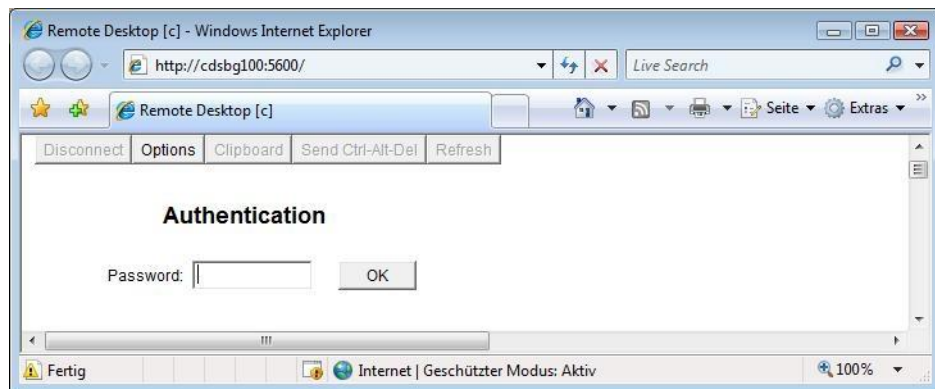 Remote Desktop [c] - Windows Internet Explorer
http://cdsbg100:5600/ Live Search
Remote Desktop [c] Seite Extras
Disconnect Options Clipboard Send Ctrl-Alt-Del Refresh
Authentication
Password: OK
Fertig Internet | Geschützter Modus: Aktiv 100%